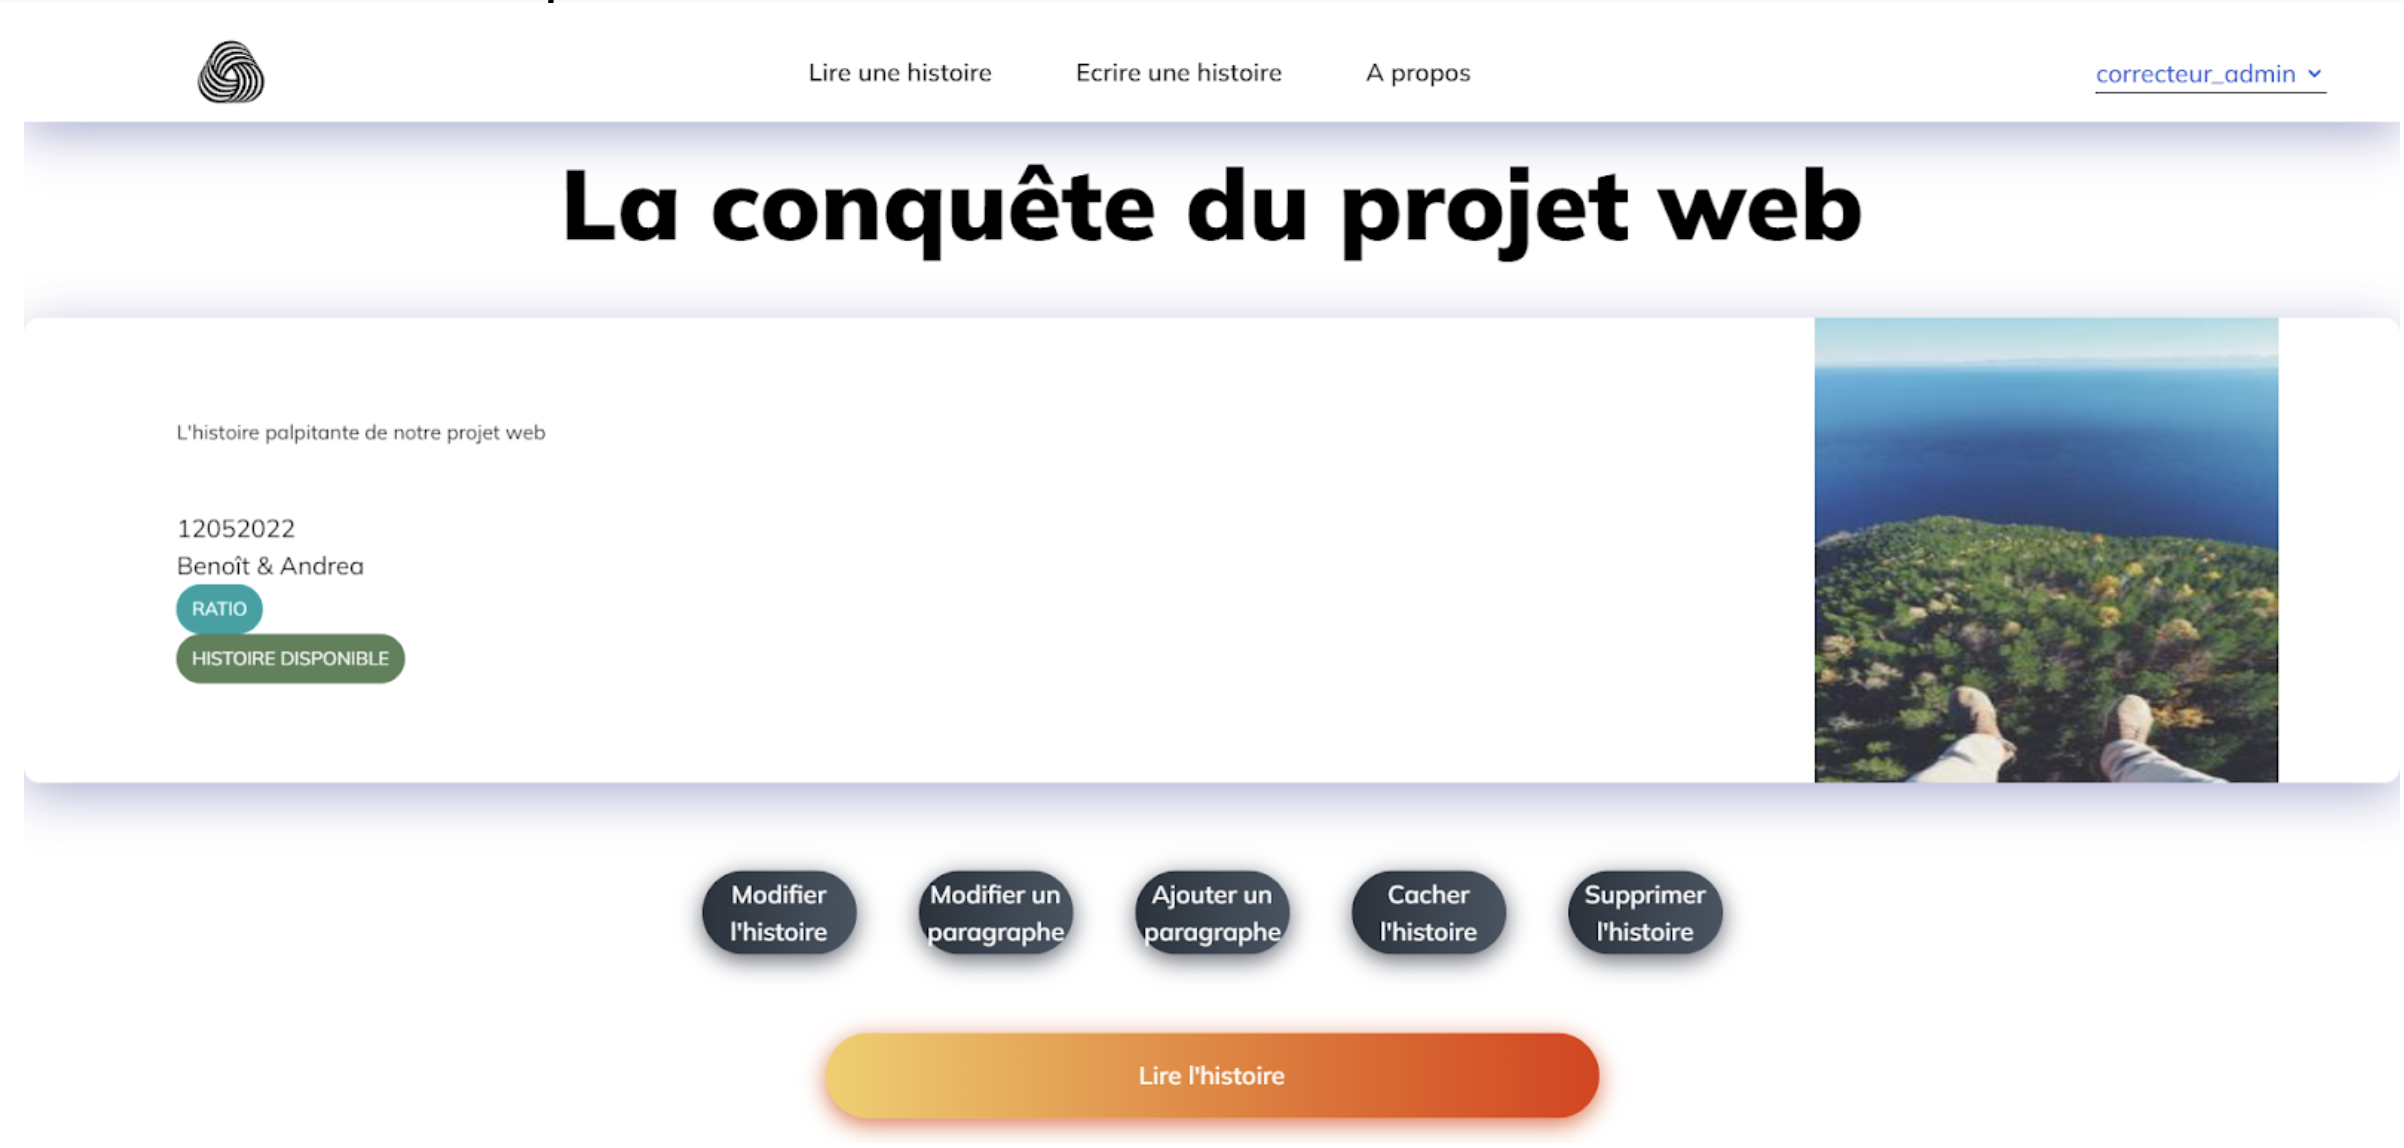 Lire une histoire
Ecrire une histoire
A propos
correcteur_admin
La conquête du projet web
L'histoire palpitante de notre projet web
12052022
Benoît & Andrea
RATIO
HISTOIRE DISPONIBLE
Modifier
l'histoire
Modifier un
paragraphe
Ajouter un
paragraphe
Cacher
l'histoire
Supprimer
l'histoire
Lire l'histoire